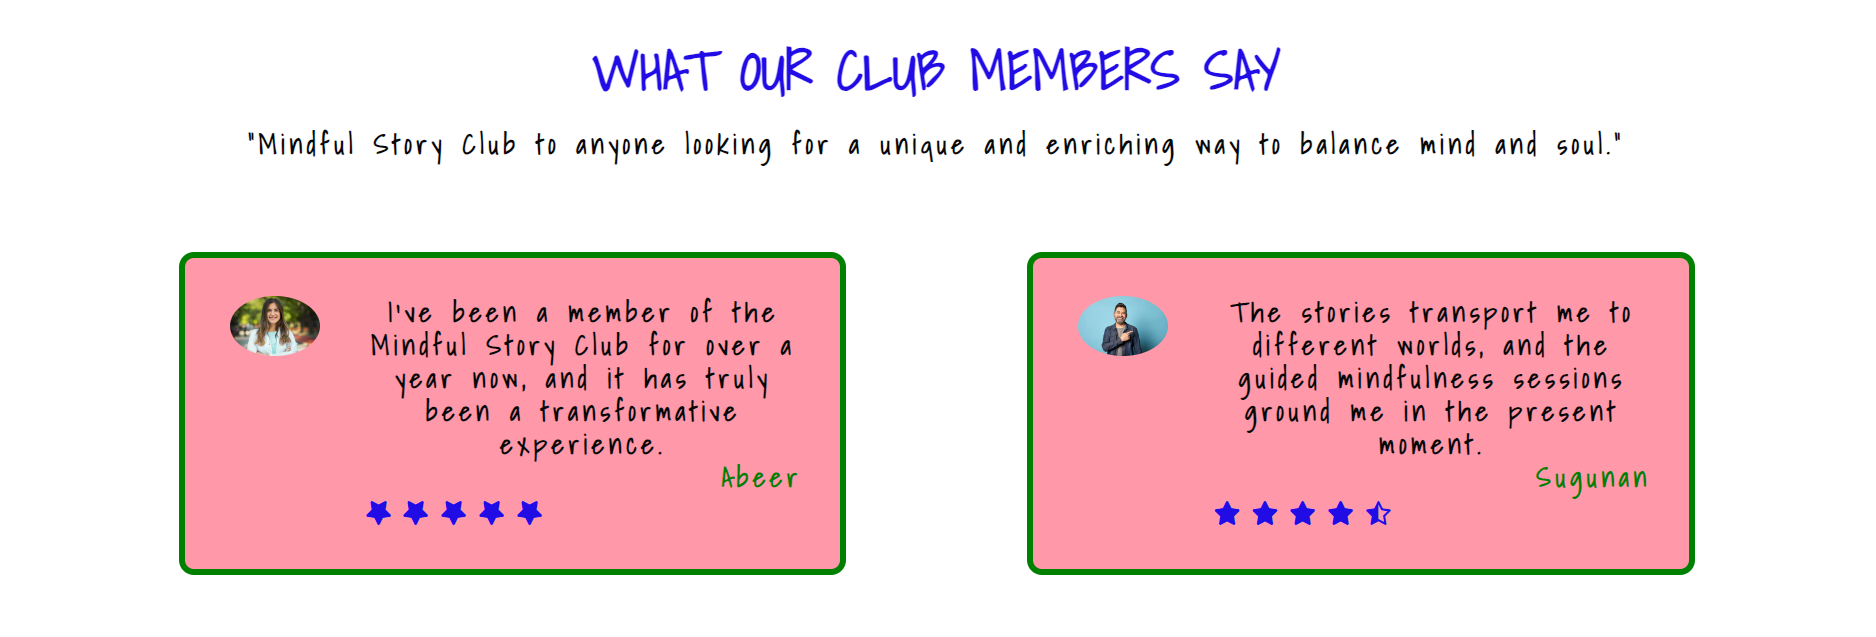 WHAT OUR CLUB MEMBERS SAY
"Mindful Story Club to anyone looking for a unique and enriching way to balance mind and soul."
I've been a member of the
Mindful Story Club for over a
year now, and it has truly
been a transformative
experience.
Abeer
The stories transport me to
different worlds, and the
guided mindfulness sessions
ground me in the present
moment.
Sugunan